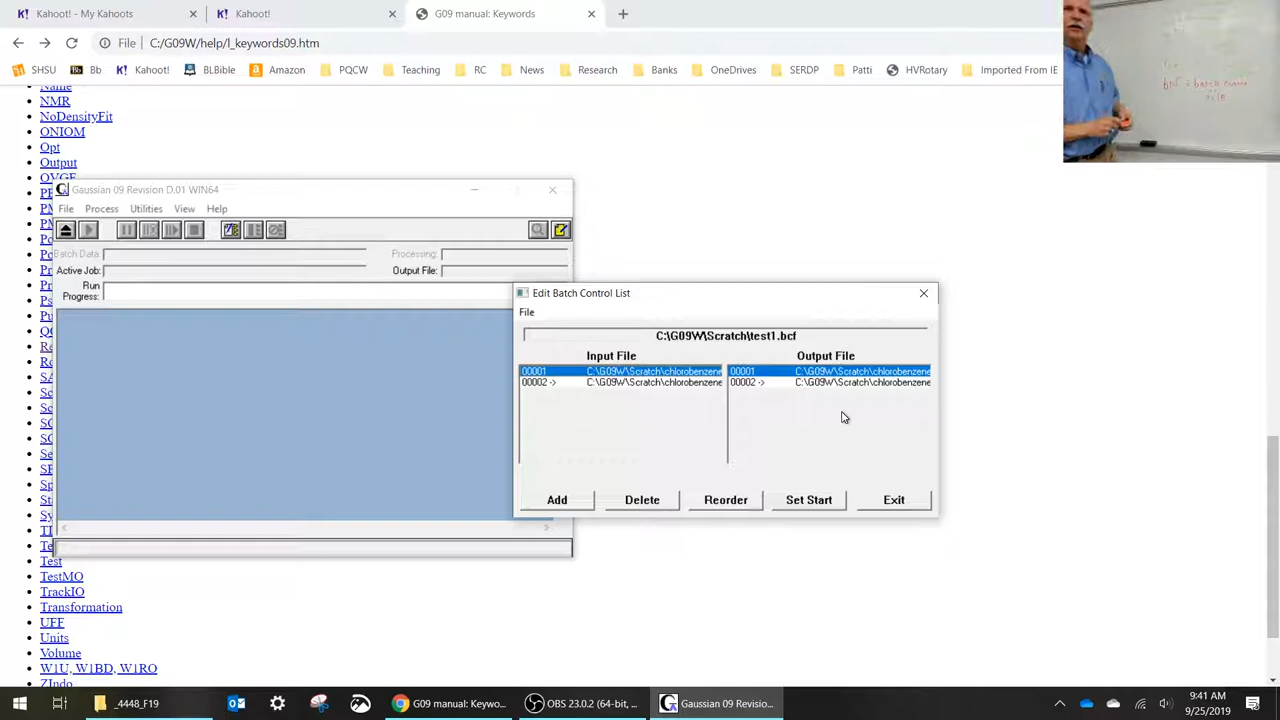 Kahoot! - My Kahoots
Kahoot!
G09 manual: Keywords
File
C:/G09W/help/l_keywords09.htm
SHSU
Bb
Kahoot!
BLBible
Amazon
PQCW
Teaching
RC
News
Research
Banks
OneDrives
SERDP
Patti
HVRotary
Imported From IE
Name
NMR
NoDensityFit
ONIOM
Opt
Output
OVGF
Gaussian 09 Revision D.01 WIN64
File Process Utilities View Help
Batch Data:
Processing:
Active Job:
Output File:
Run
Progress:
Edit Batch Control List
File
C:\G09W\Scratch\test1.bcf
Input File
Output File
00001 C:\G09W\Scratch\chlorobenzene
00001 C:\G09W\Scratch\chlorobenzene
00002 -> C:\G09W\Scratch\chlorobenzene
00002 -> C:\G09W\Scratch\chlorobenzene
Add
Delete
Reorder
Set Start
Exit
Test
TestMO
TrackIO
Transformation
UFF
Units
Volume
W1U, W1BD, W1RO
ZIndo
_4448_F19
G09 manual: Keywo...
OBS 23.0.2 (64-bit, ...
Gaussian 09 Revisio...
9:41 AM
9/25/2019